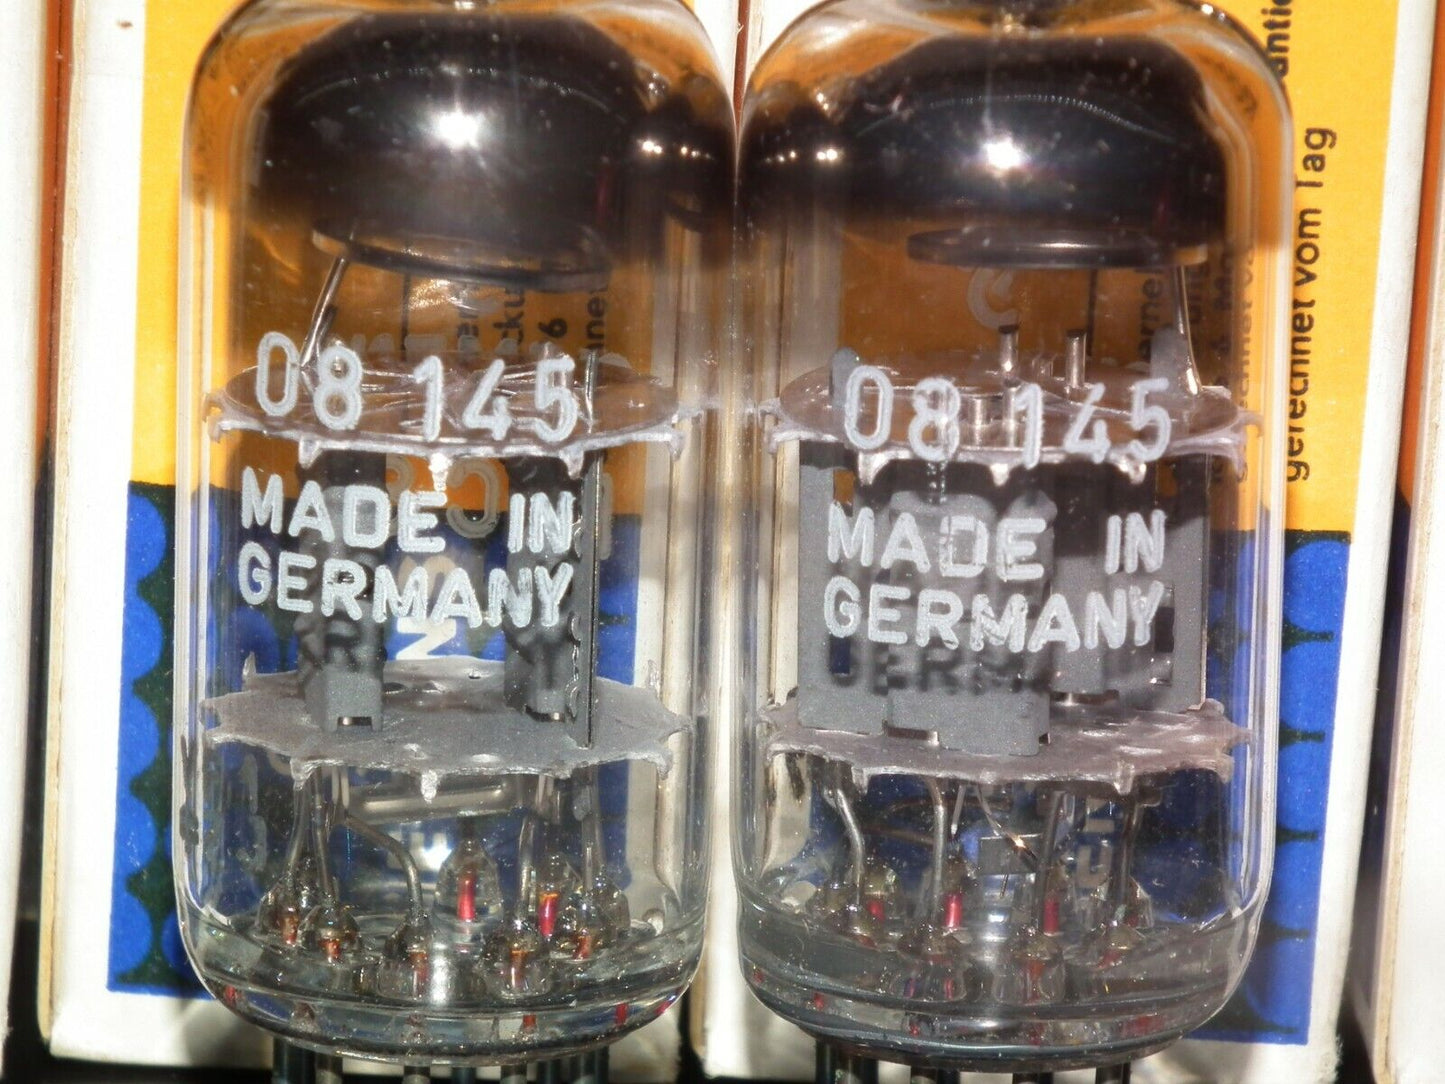 08 145
MADE IN
GERMANY
08 145
MADE IN
GERMANY
gerechnet vom Tag